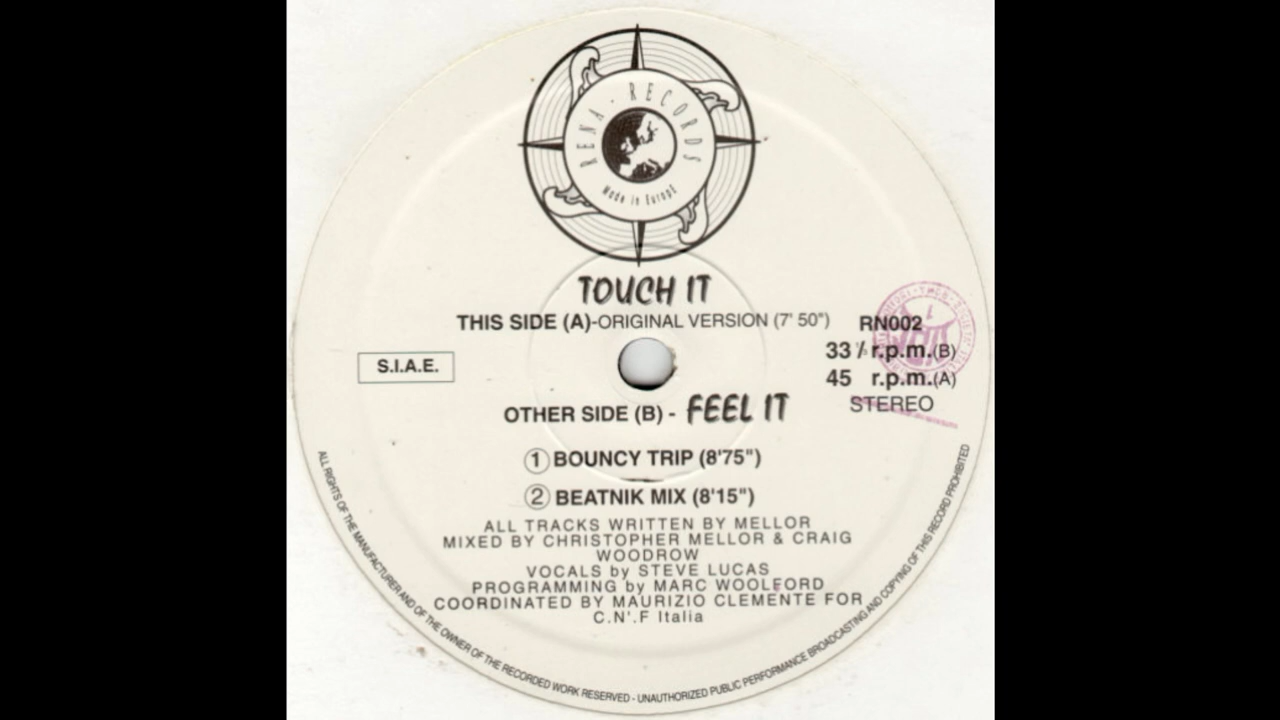 RENA - RECORDS
Made in EuropE
TOUCH IT
THIS SIDE (A)-ORIGINAL VERSION (7' 50")
RN002
33 ⅓ r.p.m.(B)
S.I.A.E.
45 r.p.m.(A)
STEREO
OTHER SIDE (B) - FEEL IT
1 BOUNCY TRIP (8'75")
2 BEATNIK MIX (8'15")
ALL TRACKS WRITTEN BY MELLOR
MIXED BY CHRISTOPHER MELLOR & CRAIG
WOODROW
VOCALS by STEVE LUCAS
PROGRAMMING by MARC WOOLFORD
COORDINATED BY MAURIZIO CLEMENTE FOR
C.N'.F Italia
ALL RIGHTS OF THE MANUFACTURER AND OF THE OWNER OF THE RECORDED WORK RESERVED - UNAUTHORIZED PUBLIC PERFORMANCE BROADCASTING AND COPYING OF THIS RECORD PROHIBITED